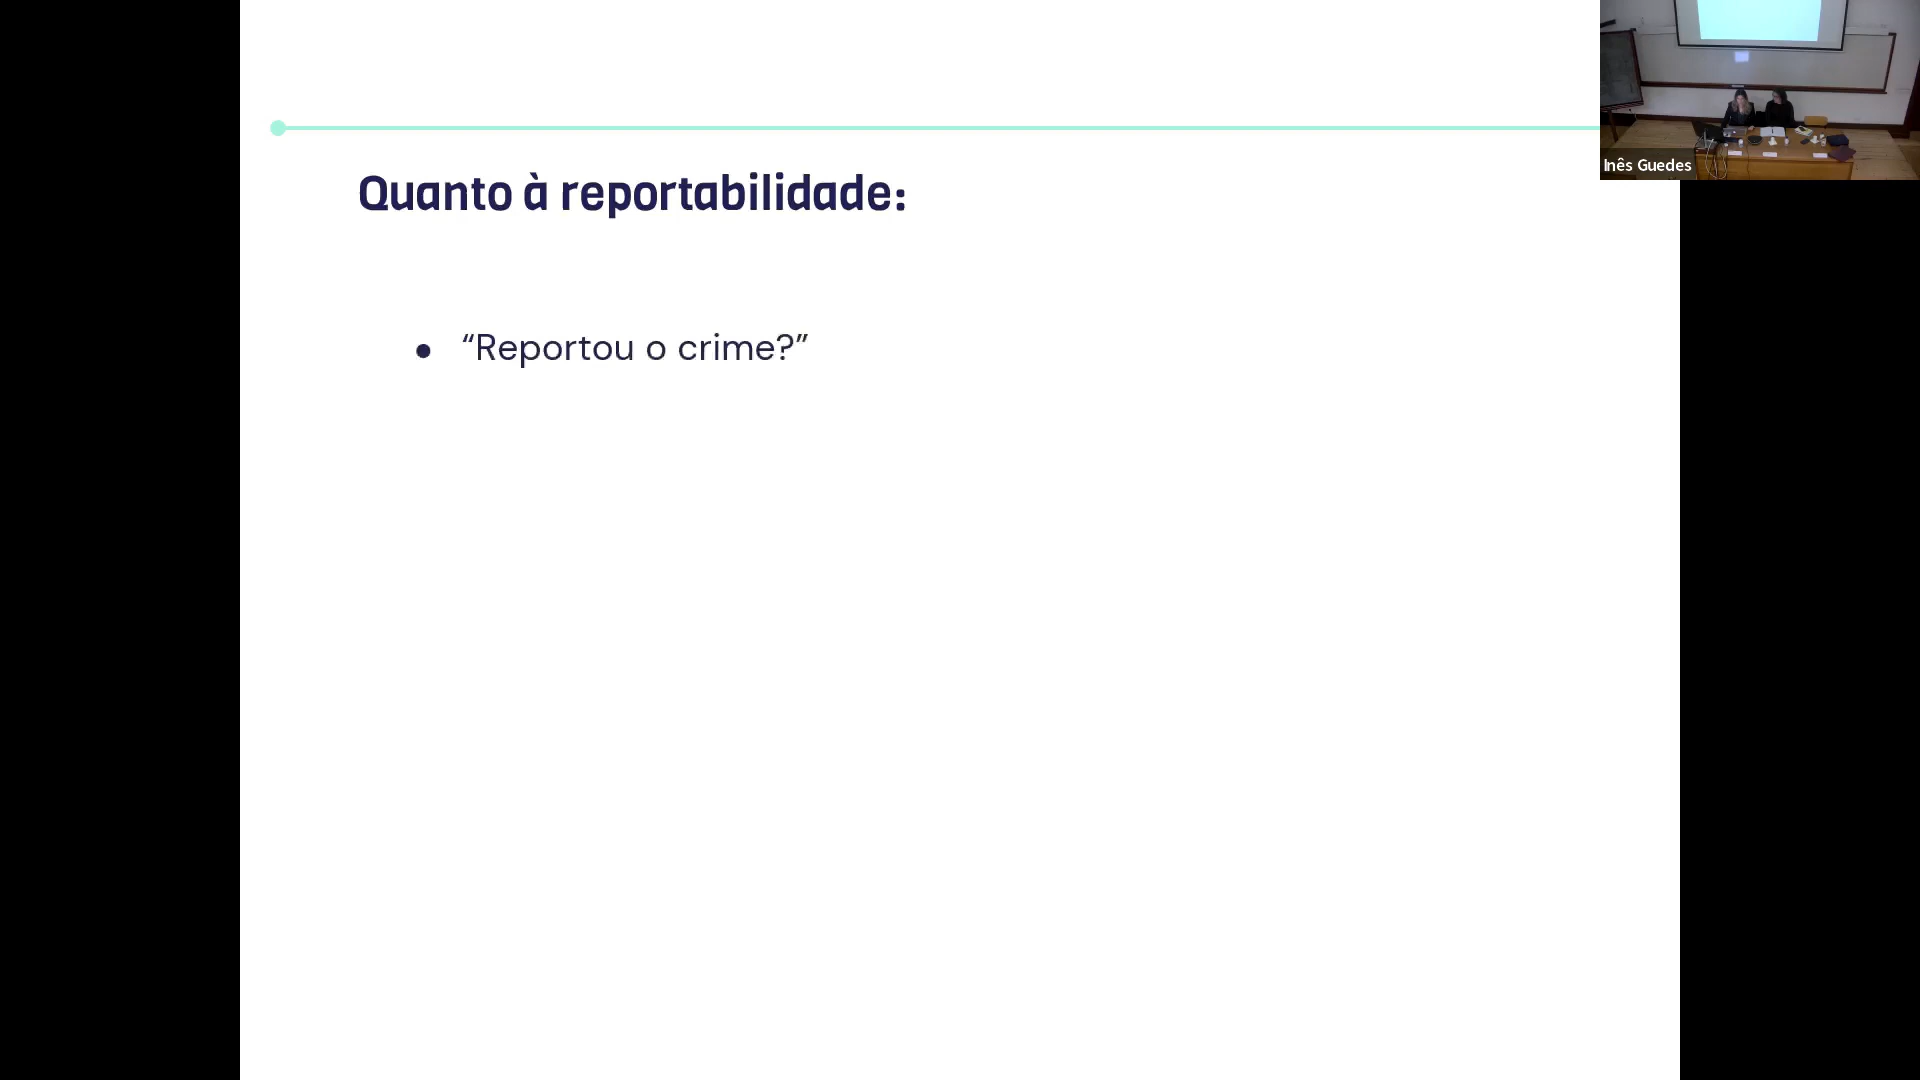 Quanto à reportabilidade:
● “Reportou o crime?”
Inês Guedes